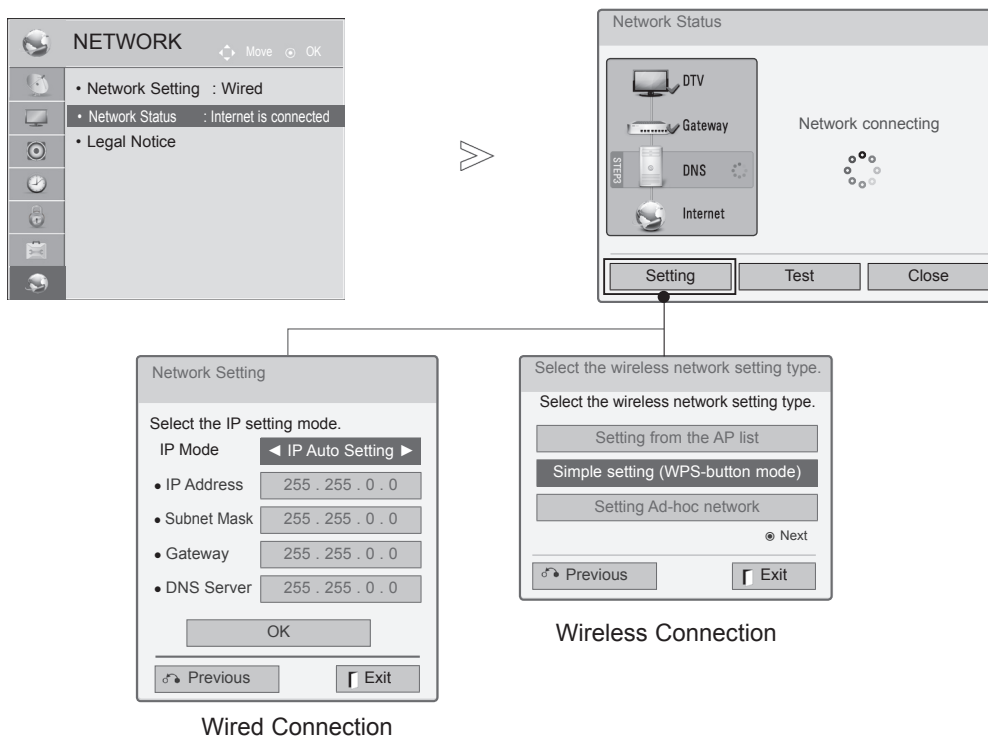 NETWORK
Move ◉ OK
• Network Setting : Wired
• Network Status : Internet is connected
• Legal Notice
Network Status
DTV
Gateway
STEP3
DNS
Internet
Network connecting
Setting
Test
Close
Network Setting
Select the IP setting mode.
IP Mode ◄ IP Auto Setting ►
• IP Address 255 . 255 . 0 . 0
• Subnet Mask 255 . 255 . 0 . 0
• Gateway 255 . 255 . 0 . 0
• DNS Server 255 . 255 . 0 . 0
OK
Previous
Exit
Wired Connection
Select the wireless network setting type.
Select the wireless network setting type.
Setting from the AP list
Simple setting (WPS-button mode)
Setting Ad-hoc network
◉ Next
Previous
Exit
Wireless Connection